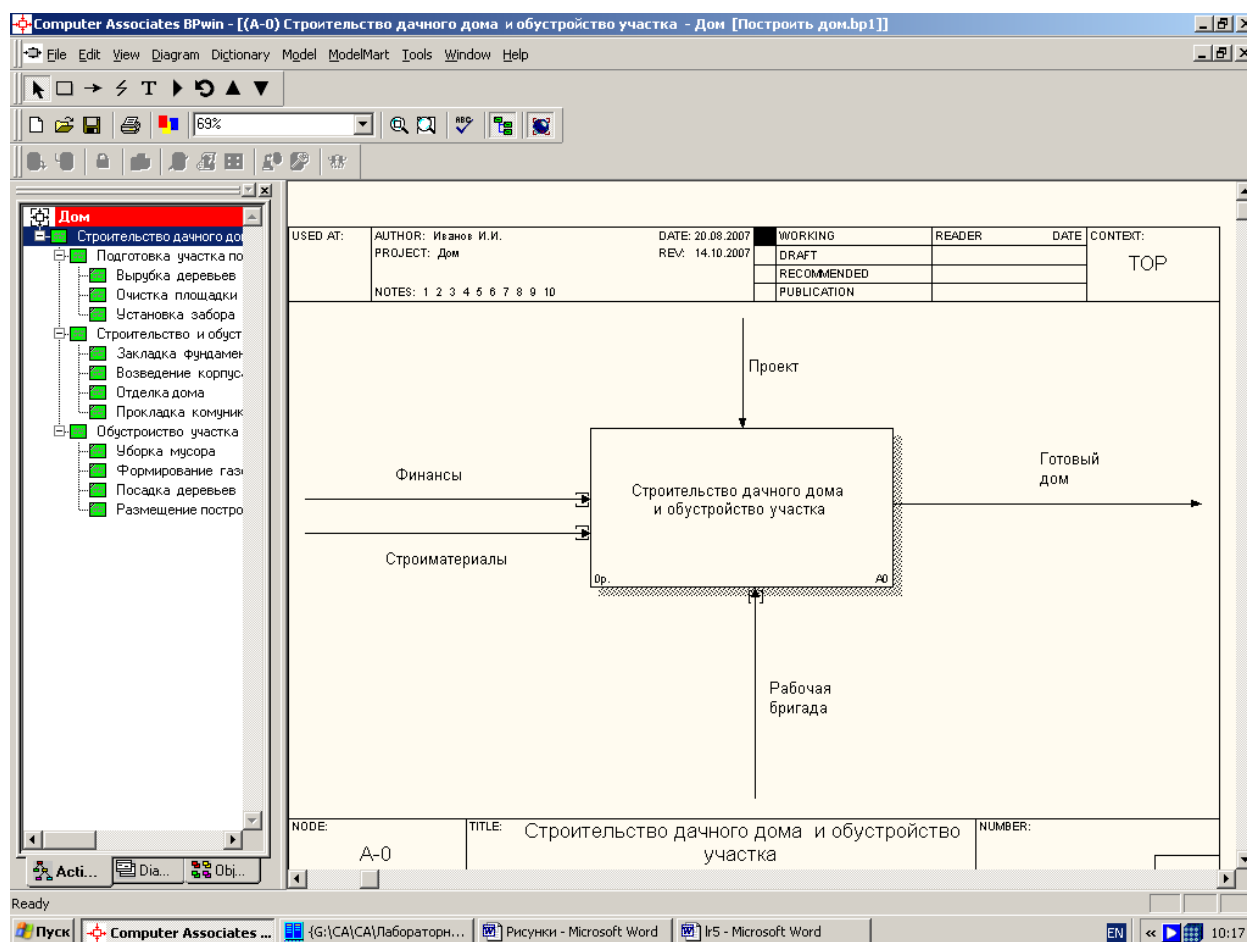 Computer Associates BPwin - [(A-0) Строительство дачного дома и обустройство участка - Дом [Построить дом.bp1]]
File Edit View Diagram Dictionary Model ModelMart Tools Window Help
69%
ABC
Дом
Строительство дачного до
Подготовка участка по
Вырубка деревьев
Очистка площадки
Установка забора
Строительство и обуст
Закладка фундамен
Возведение корпус
Отделка дома
Прокладка комуник
Обустроиство участка
Уборка мусора
Формирование газ
Посадка деревьев
Размещение постро
Acti... Dia... Obj...
USED AT: AUTHOR: Иванов И.И. DATE: 20.08.2007 WORKING READER DATE CONTEXT:
PROJECT: Дом REV: 14.10.2007 DRAFT
TOP
RECOMMENDED
NOTES: 1 2 3 4 5 6 7 8 9 10 PUBLICATION
Проект
Финансы
Строиматериалы
Строительство дачного дома
и обустройство участка
0р. A0
Готовый
дом
Рабочая
бригада
NODE: TITLE: NUMBER:
A-0
Строительство дачного дома и обустройство
участка
Ready
Пуск Computer Associates ... {G:\CA\CA\Лабораторн... Рисунки - Microsoft Word lr5 - Microsoft Word EN « 10:17